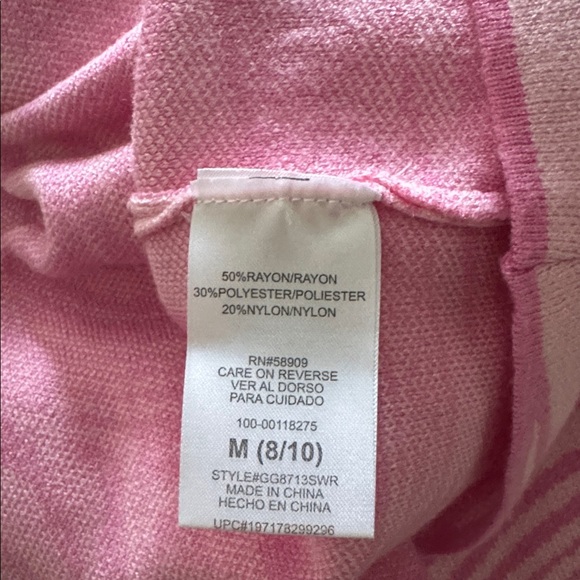 50%RAYON/RAYON
30%POLYESTER/POLIESTER
20%NYLON/NYLON
RN#58909
CARE ON REVERSE
VER AL DORSO
PARA CUIDADO
100-00118275
M (8/10)
STYLE#GG8713SWR
MADE IN CHINA
HECHO EN CHINA
UPC#197178299296